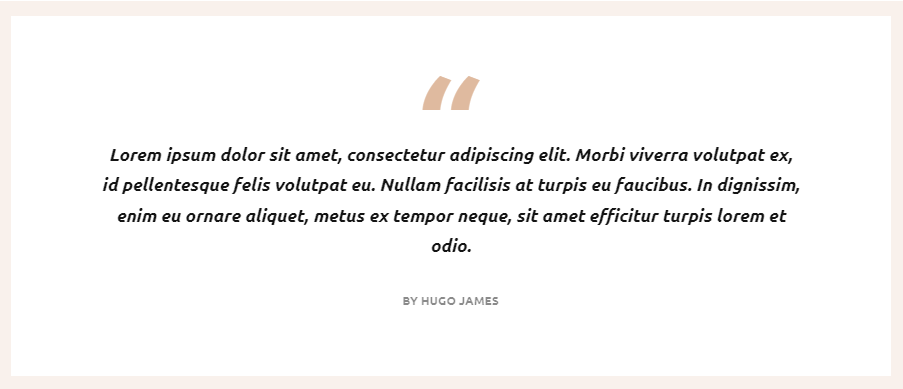 “
Lorem ipsum dolor sit amet, consectetur adipiscing elit. Morbi viverra volutpat ex,
id pellentesque felis volutpat eu. Nullam facilisis at turpis eu faucibus. In dignissim,
enim eu ornare aliquet, metus ex tempor neque, sit amet efficitur turpis lorem et
odio.
BY HUGO JAMES